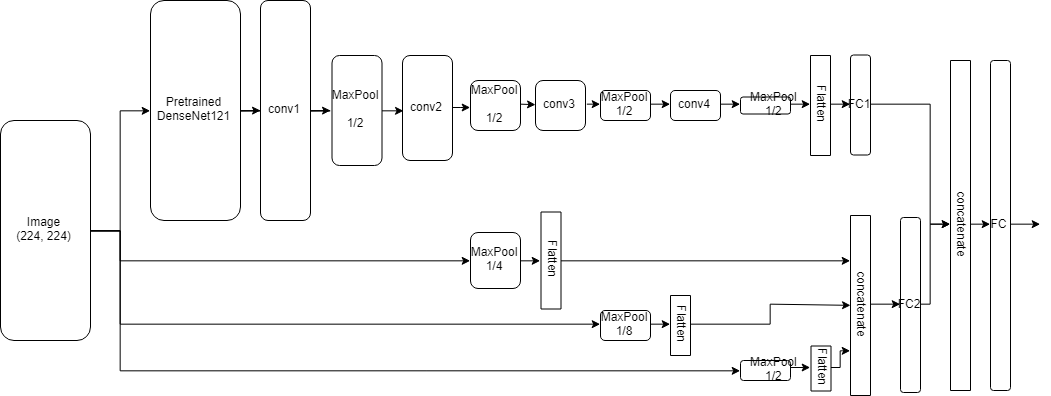 Image
(224, 224)
Pretrained
DenseNet121
conv1
MaxPool
1/2
conv2
MaxPool
1/2
conv3
MaxPool
1/2
conv4
MaxPool
1/2
Flatten
FC1
MaxPool
1/4
Flatten
MaxPool
1/8
Flatten
MaxPool
1/2
Flatten
concatenate
FC2
concatenate
FC